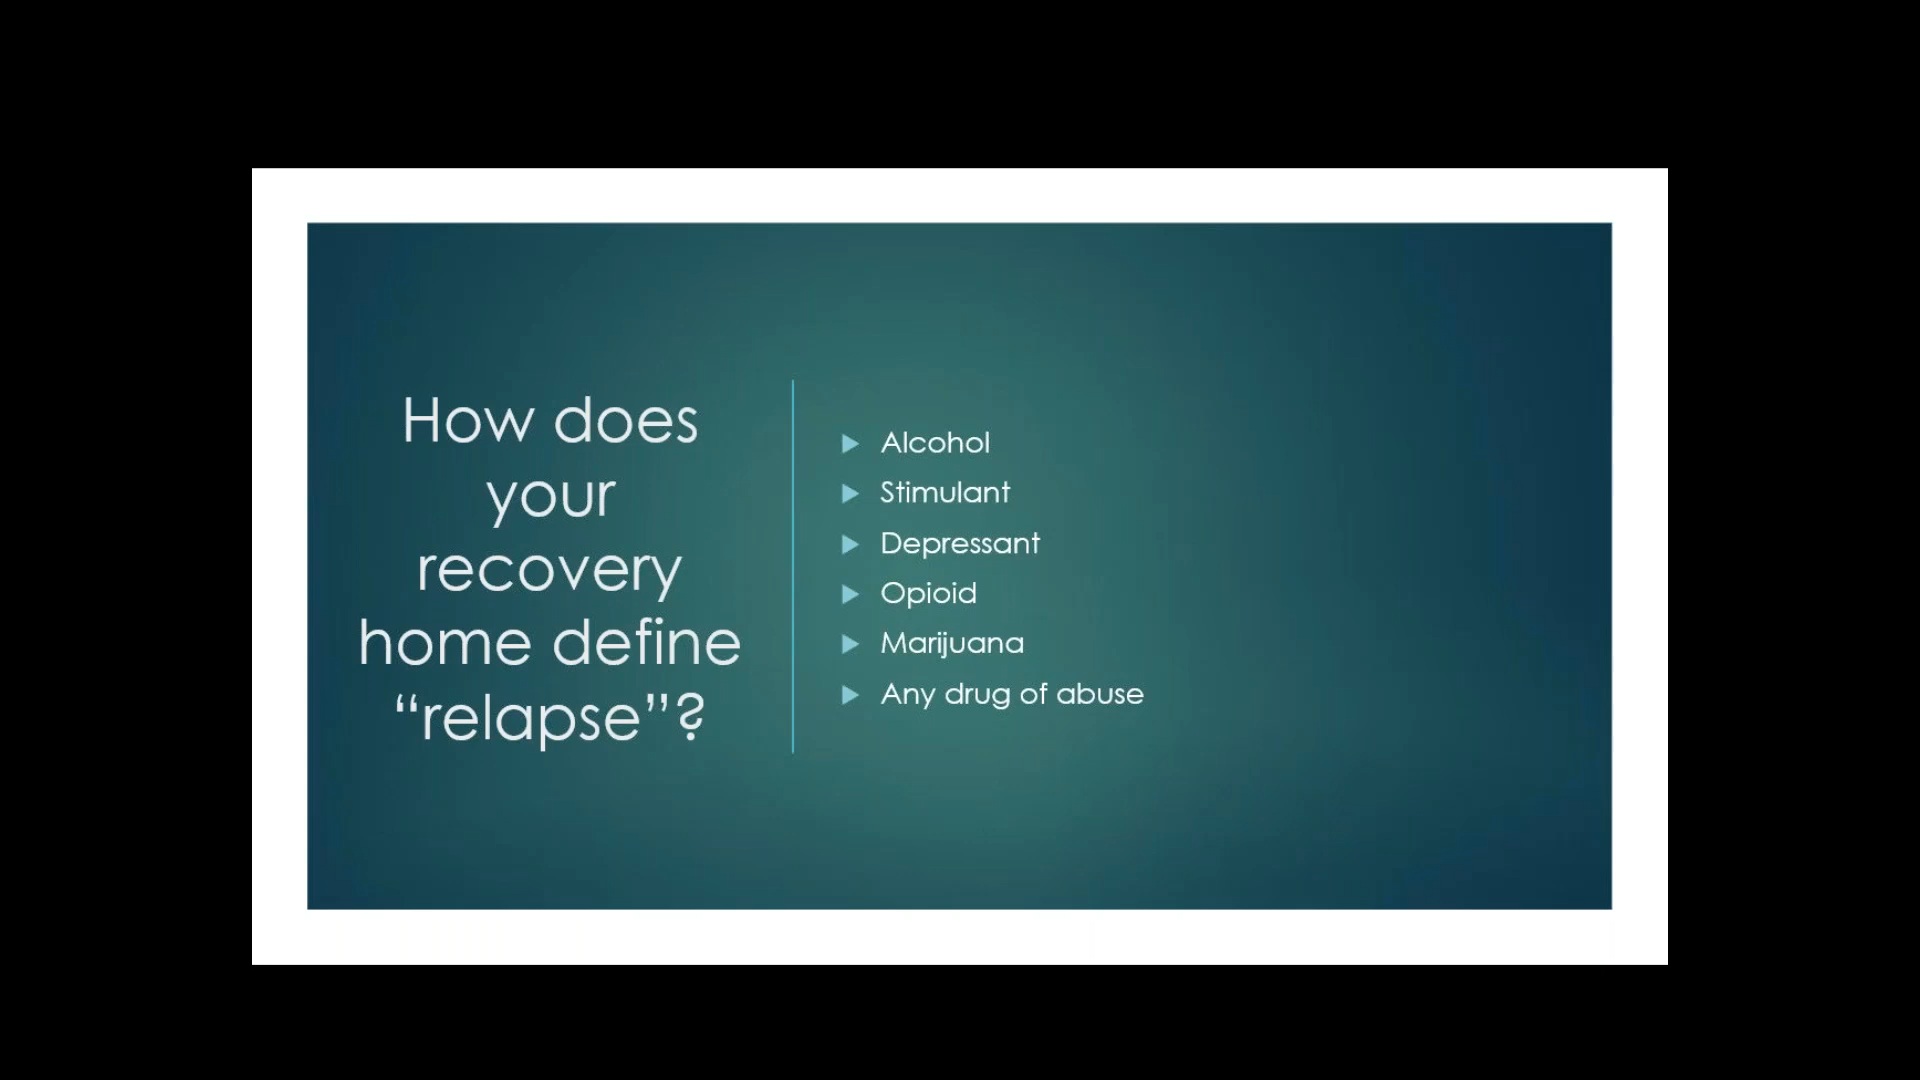 How does
your
recovery
home define
“relapse”?
Alcohol
Stimulant
Depressant
Opioid
Marijuana
Any drug of abuse